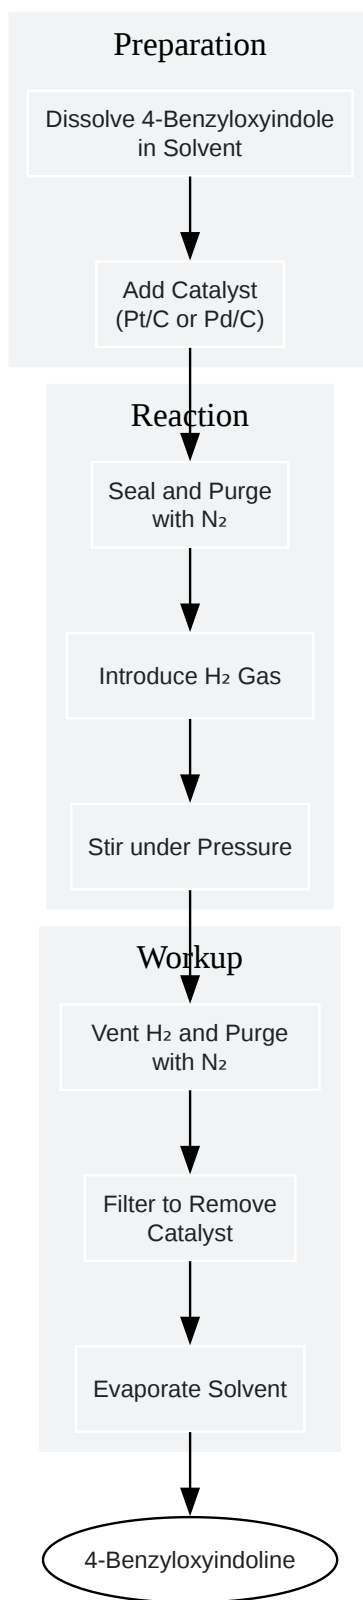 Preparation
Dissolve 4-Benzyloxyindole
in Solvent
Add Catalyst
(Pt/C or Pd/C)
Reaction
Seal and Purge
with N₂
Introduce H₂ Gas
Stir under Pressure
Workup
Vent H₂ and Purge
with N₂
Filter to Remove
Catalyst
Evaporate Solvent
4-Benzyloxyindoline